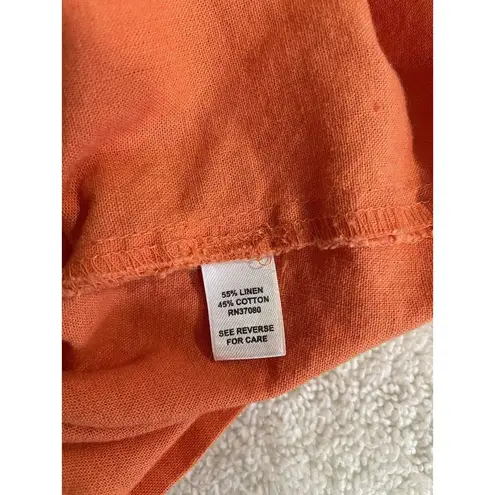 55% LINEN
45% COTTON
RN37080
SEE REVERSE
FOR CARE